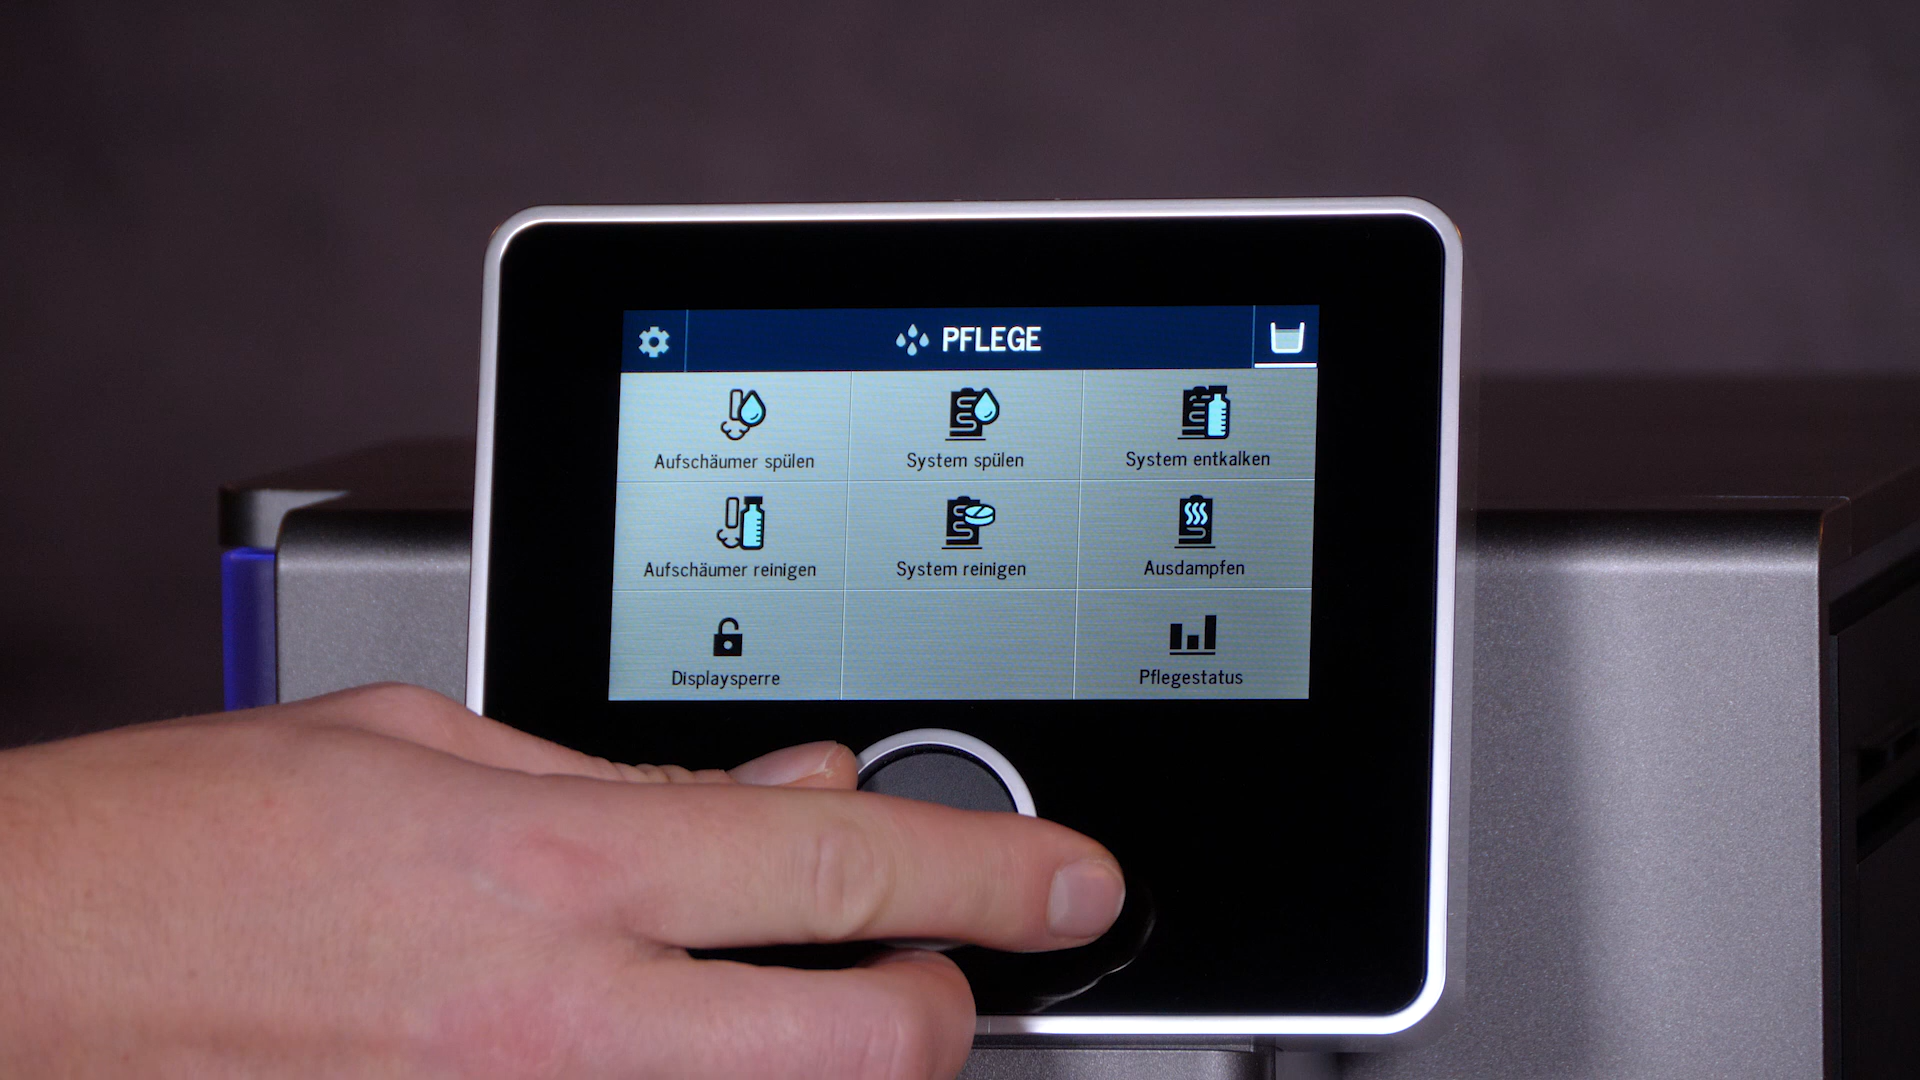 PFLEGE
Aufschäumer spülen
System spülen
System entkalken
Aufschäumer reinigen
System reinigen
Ausdampfen
Displaysperre
Pflegestatus